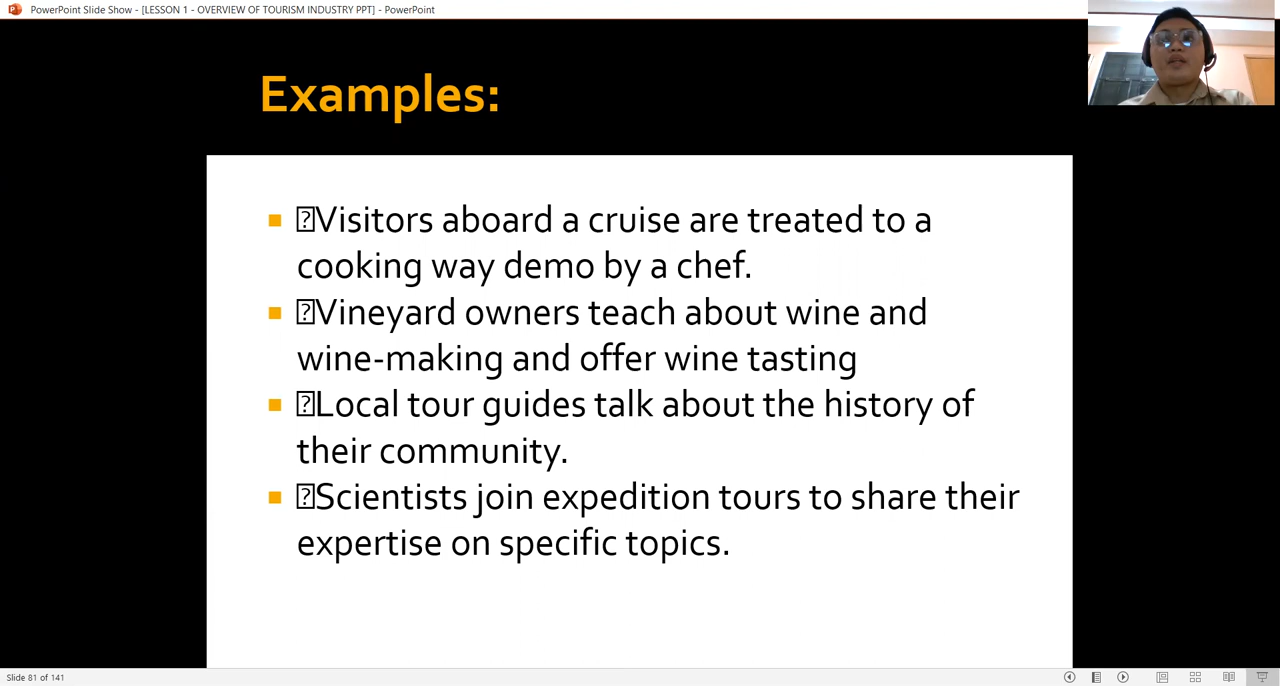 PowerPoint Slide Show - [LESSON 1 - OVERVIEW OF TOURISM INDUSTRY PPT] - PowerPoint
Examples:
Visitors aboard a cruise are treated to a
cooking way demo by a chef.
Vineyard owners teach about wine and
wine-making and offer wine tasting
Local tour guides talk about the history of
their community.
Scientists join expedition tours to share their
expertise on specific topics.
Slide 81 of 141